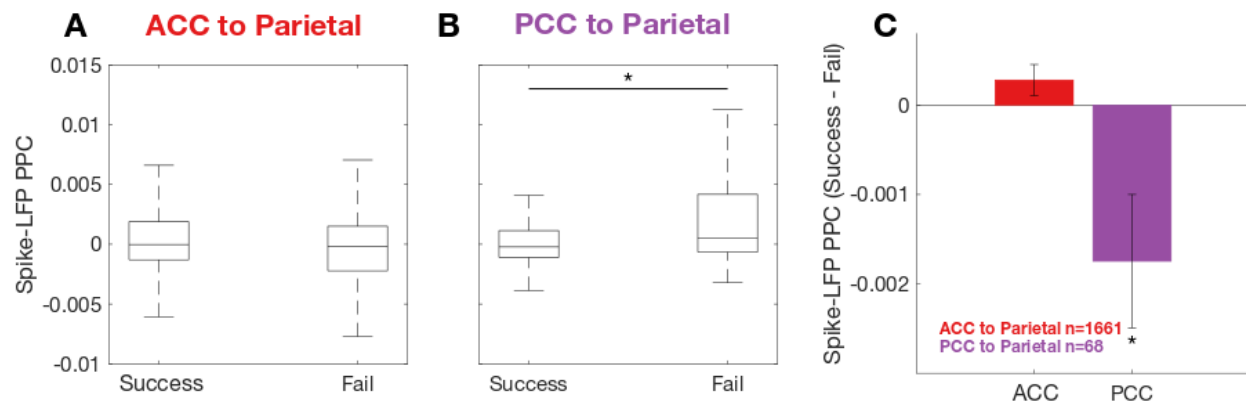 A
ACC to Parietal
Spike-LFP PPC
0.015
0.01
0.005
0
-0.005
-0.01
Success
Fail
B
PCC to Parietal
*
Success
Fail
C
Spike-LFP PPC (Success - Fail)
0
-0.001
-0.002
ACC to Parietal n=1661
PCC to Parietal n=68
*
ACC
PCC